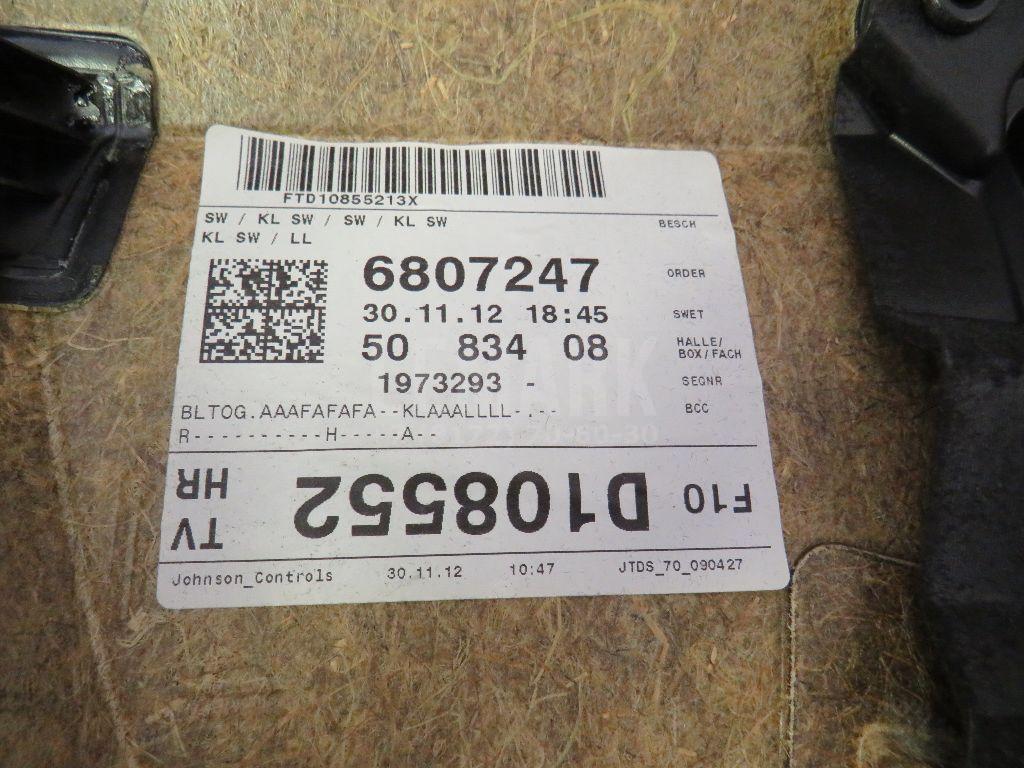 FTD10855213X
SW / KL SW / SW / KL SW BESCH
KL SW / LL
6807247 ORDER
30.11.12 18:45 SWET
50 834 08 HALLE/
BOX/FACH
1973293 - SEGNR
BLTOG.AAAFAFAFA--KLAAALLLL-.-- BCC
R----------H-----A--
F10 D108552 TV
HR
Johnson_Controls 30.11.12 10:47 JTDS_70_090427